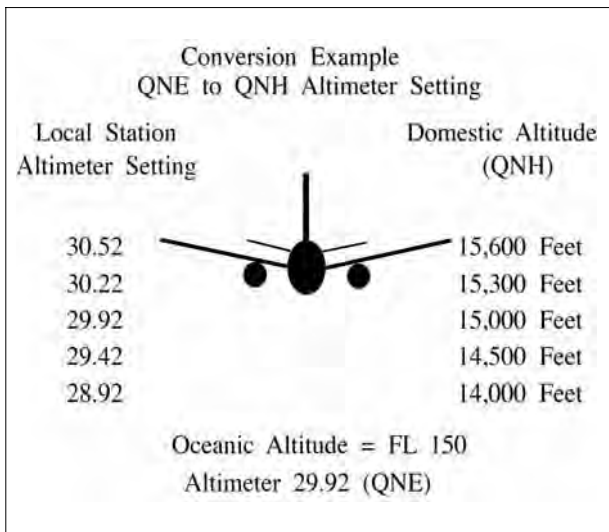 Conversion Example
QNE to QNH Altimeter Setting
Local Station Domestic Altitude
Altimeter Setting (QNH)
30.52 15,600 Feet
30.22 15,300 Feet
29.92 15,000 Feet
29.42 14,500 Feet
28.92 14,000 Feet
Oceanic Altitude = FL 150
Altimeter 29.92 (QNE)